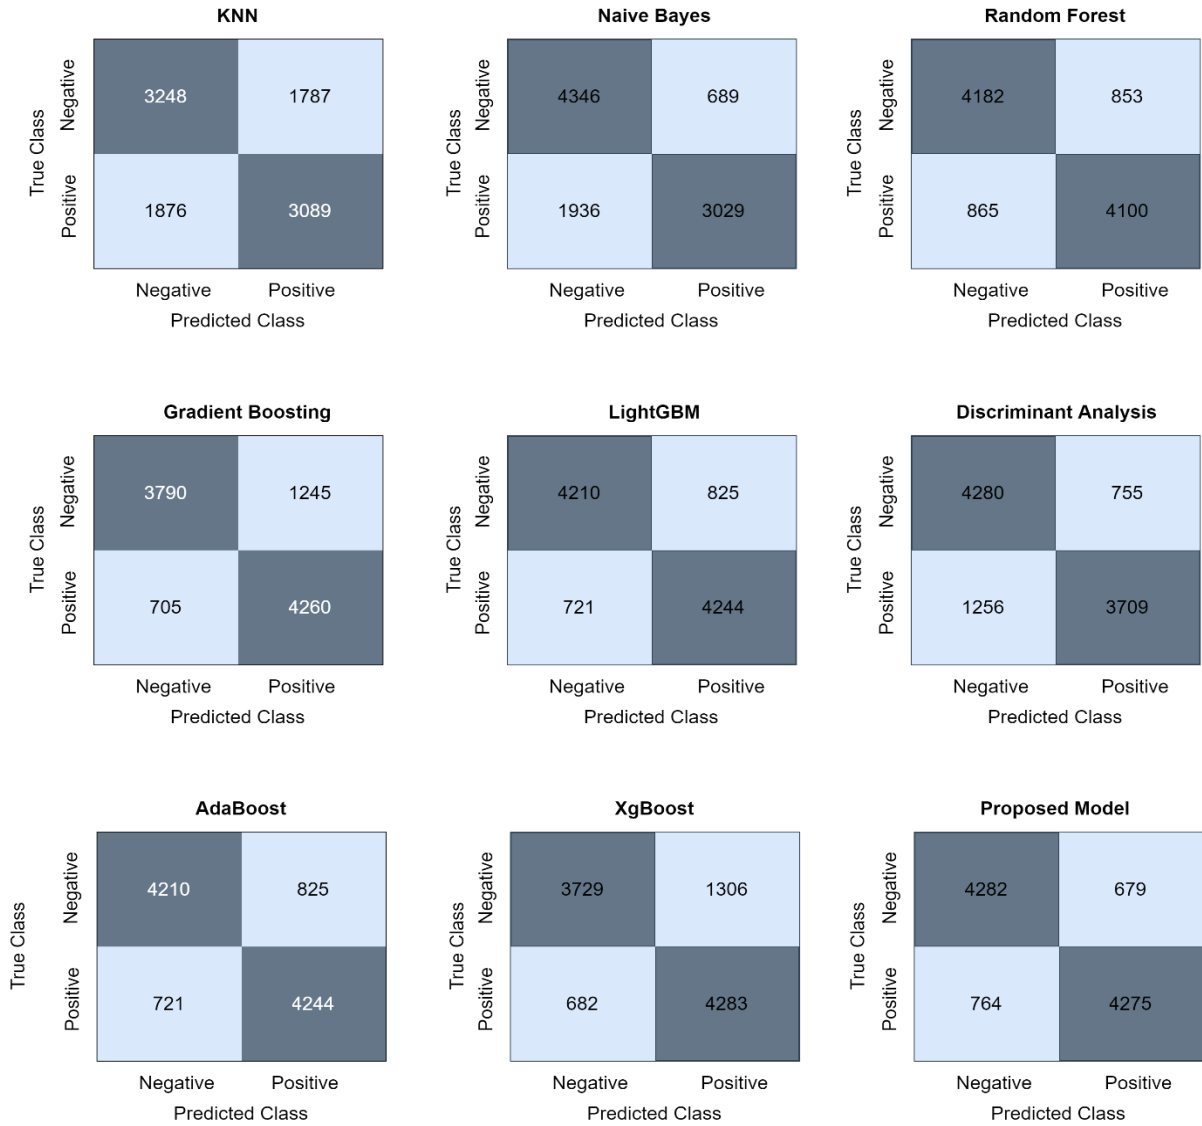 KNN
Negative
Positive
True Class
3248 1787
1876 3089
Negative Positive
Predicted Class
Naive Bayes
Negative
Positive
True Class
4346 689
1936 3029
Negative Positive
Predicted Class
Random Forest
Negative
Positive
True Class
4182 853
865 4100
Negative Positive
Predicted Class
Gradient Boosting
Negative
Positive
True Class
3790 1245
705 4260
Negative Positive
Predicted Class
LightGBM
Negative
Positive
True Class
4210 825
721 4244
Negative Positive
Predicted Class
Discriminant Analysis
Negative
Positive
True Class
4280 755
1256 3709
Negative Positive
Predicted Class
AdaBoost
Negative
Positive
True Class
4210 825
721 4244
Negative Positive
Predicted Class
XgBoost
Negative
Positive
True Class
3729 1306
682 4283
Negative Positive
Predicted Class
Proposed Model
Negative
Positive
True Class
4282 679
764 4275
Negative Positive
Predicted Class